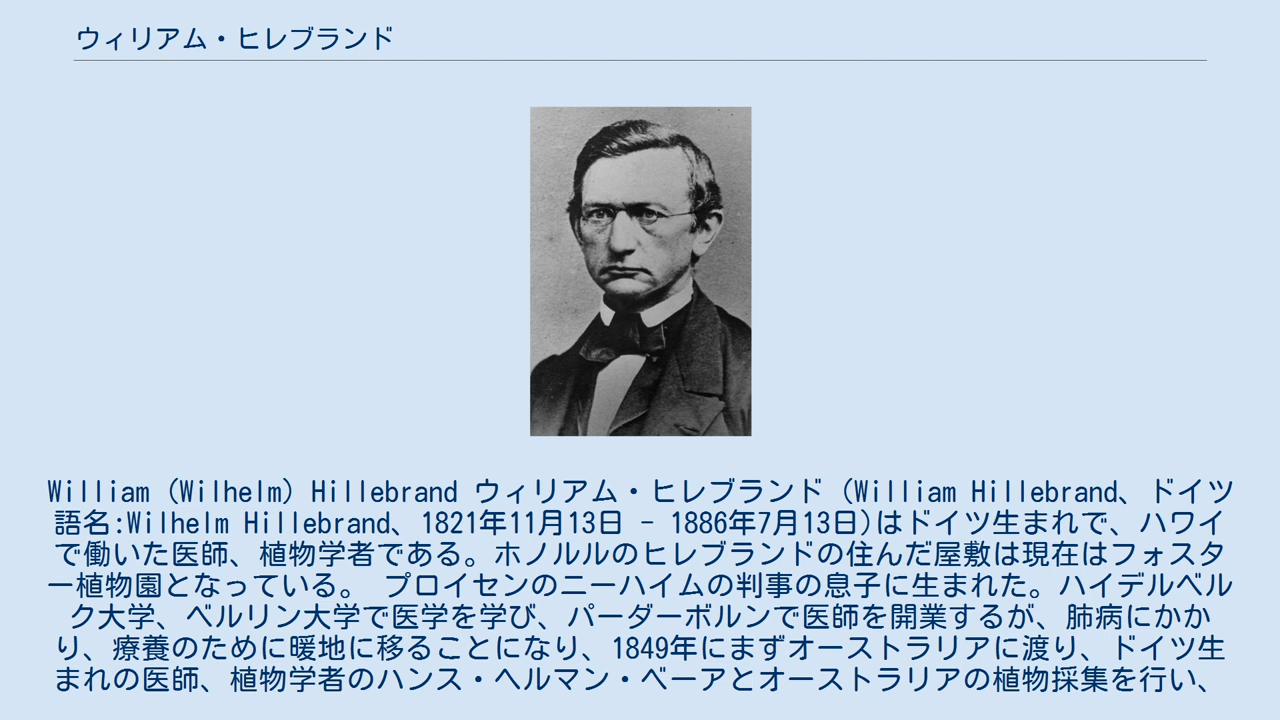 ウィリアム・ヒレブランド
William (Wilhelm) Hillebrand ウィリアム・ヒレブランド (William Hillebrand、ドイツ
語名:Wilhelm Hillebrand、1821年11月13日 - 1886年7月13日)はドイツ生まれで、ハワイ
で働いた医師、植物学者である。ホノルルのヒレブランドの住んだ屋敷は現在はフォスタ
ー植物園となっている。 プロイセンのニーハイムの判事の息子に生まれた。ハイデルベル
ク大学、ベルリン大学で医学を学び、パーダーボルンで医師を開業するが、肺病にかか
り、療養のために暖地に移ることになり、1849年にまずオーストラリアに渡り、ドイツ生
まれの医師、植物学者のハンス・ヘルマン・ベーアとオーストラリアの植物採集を行い、